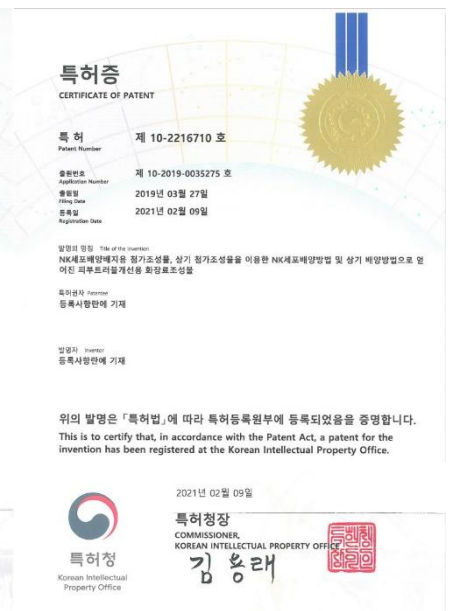 특허증
CERTIFICATE OF PATENT
특 허 제 10-2216710 호
Patent Number
출원번호 제 10-2019-0035275 호
Application Number
출원일 2019년 03월 27일
Filing Date
등록일 2021년 02월 09일
Registration Date
발명의 명칭 Title of the Invention
NK세포배양배지용 첨가조성물, 상기 첨가조성물을 이용한 NK세포배양방법 및 상기 배양방법으로 얻
어진 피부트러블개선용 화장료조성물
특허권자 Patentee
등록사항란에 기재
발명자 Inventor
등록사항란에 기재
위의 발명은 「특허법」에 따라 특허등록원부에 등록되었음을 증명합니다.
This is to certify that, in accordance with the Patent Act, a patent for the
invention has been registered at the Korean Intellectual Property Office.
2021년 02월 09일
특허청장
COMMISSIONER,
KOREAN INTELLECTUAL PROPERTY OFFICE
김용래
특허청
Korean Intellectual
Property Office